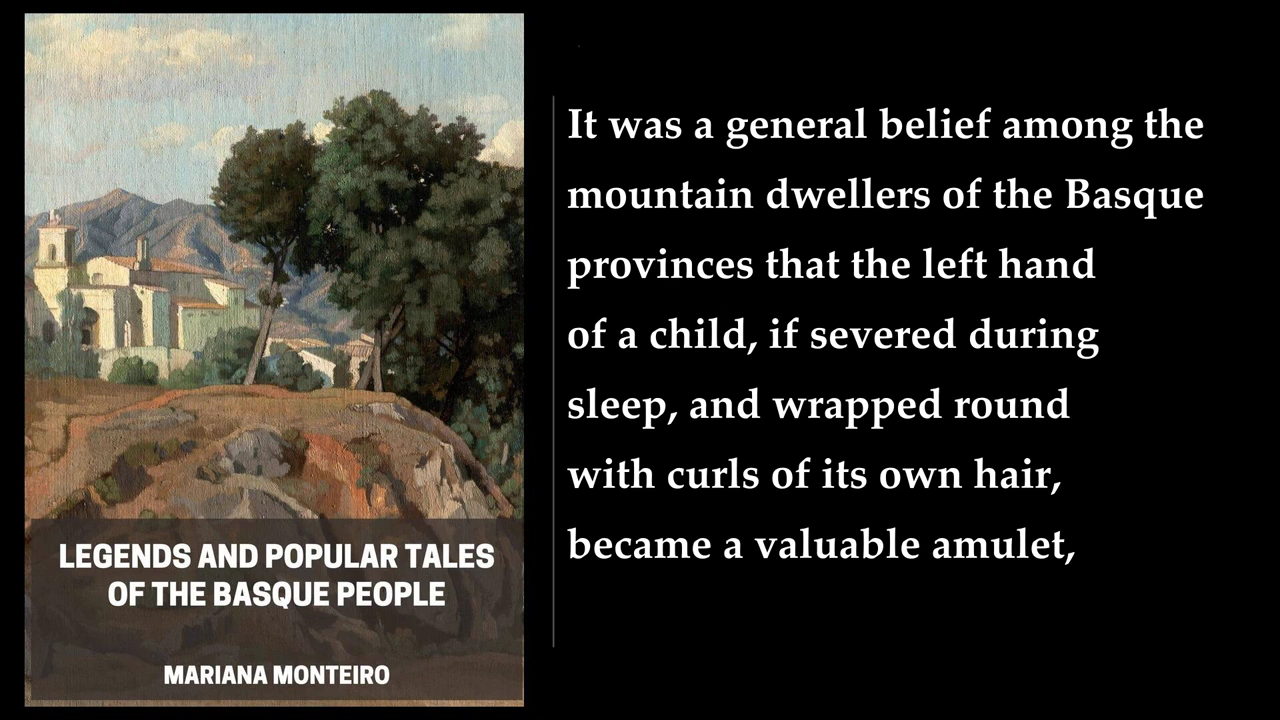 It was a general belief among the
mountain dwellers of the Basque
provinces that the left hand
of a child, if severed during
sleep, and wrapped round
with curls of its own hair,
became a valuable amulet,
LEGENDS AND POPULAR TALES
OF THE BASQUE PEOPLE
MARIANA MONTEIRO